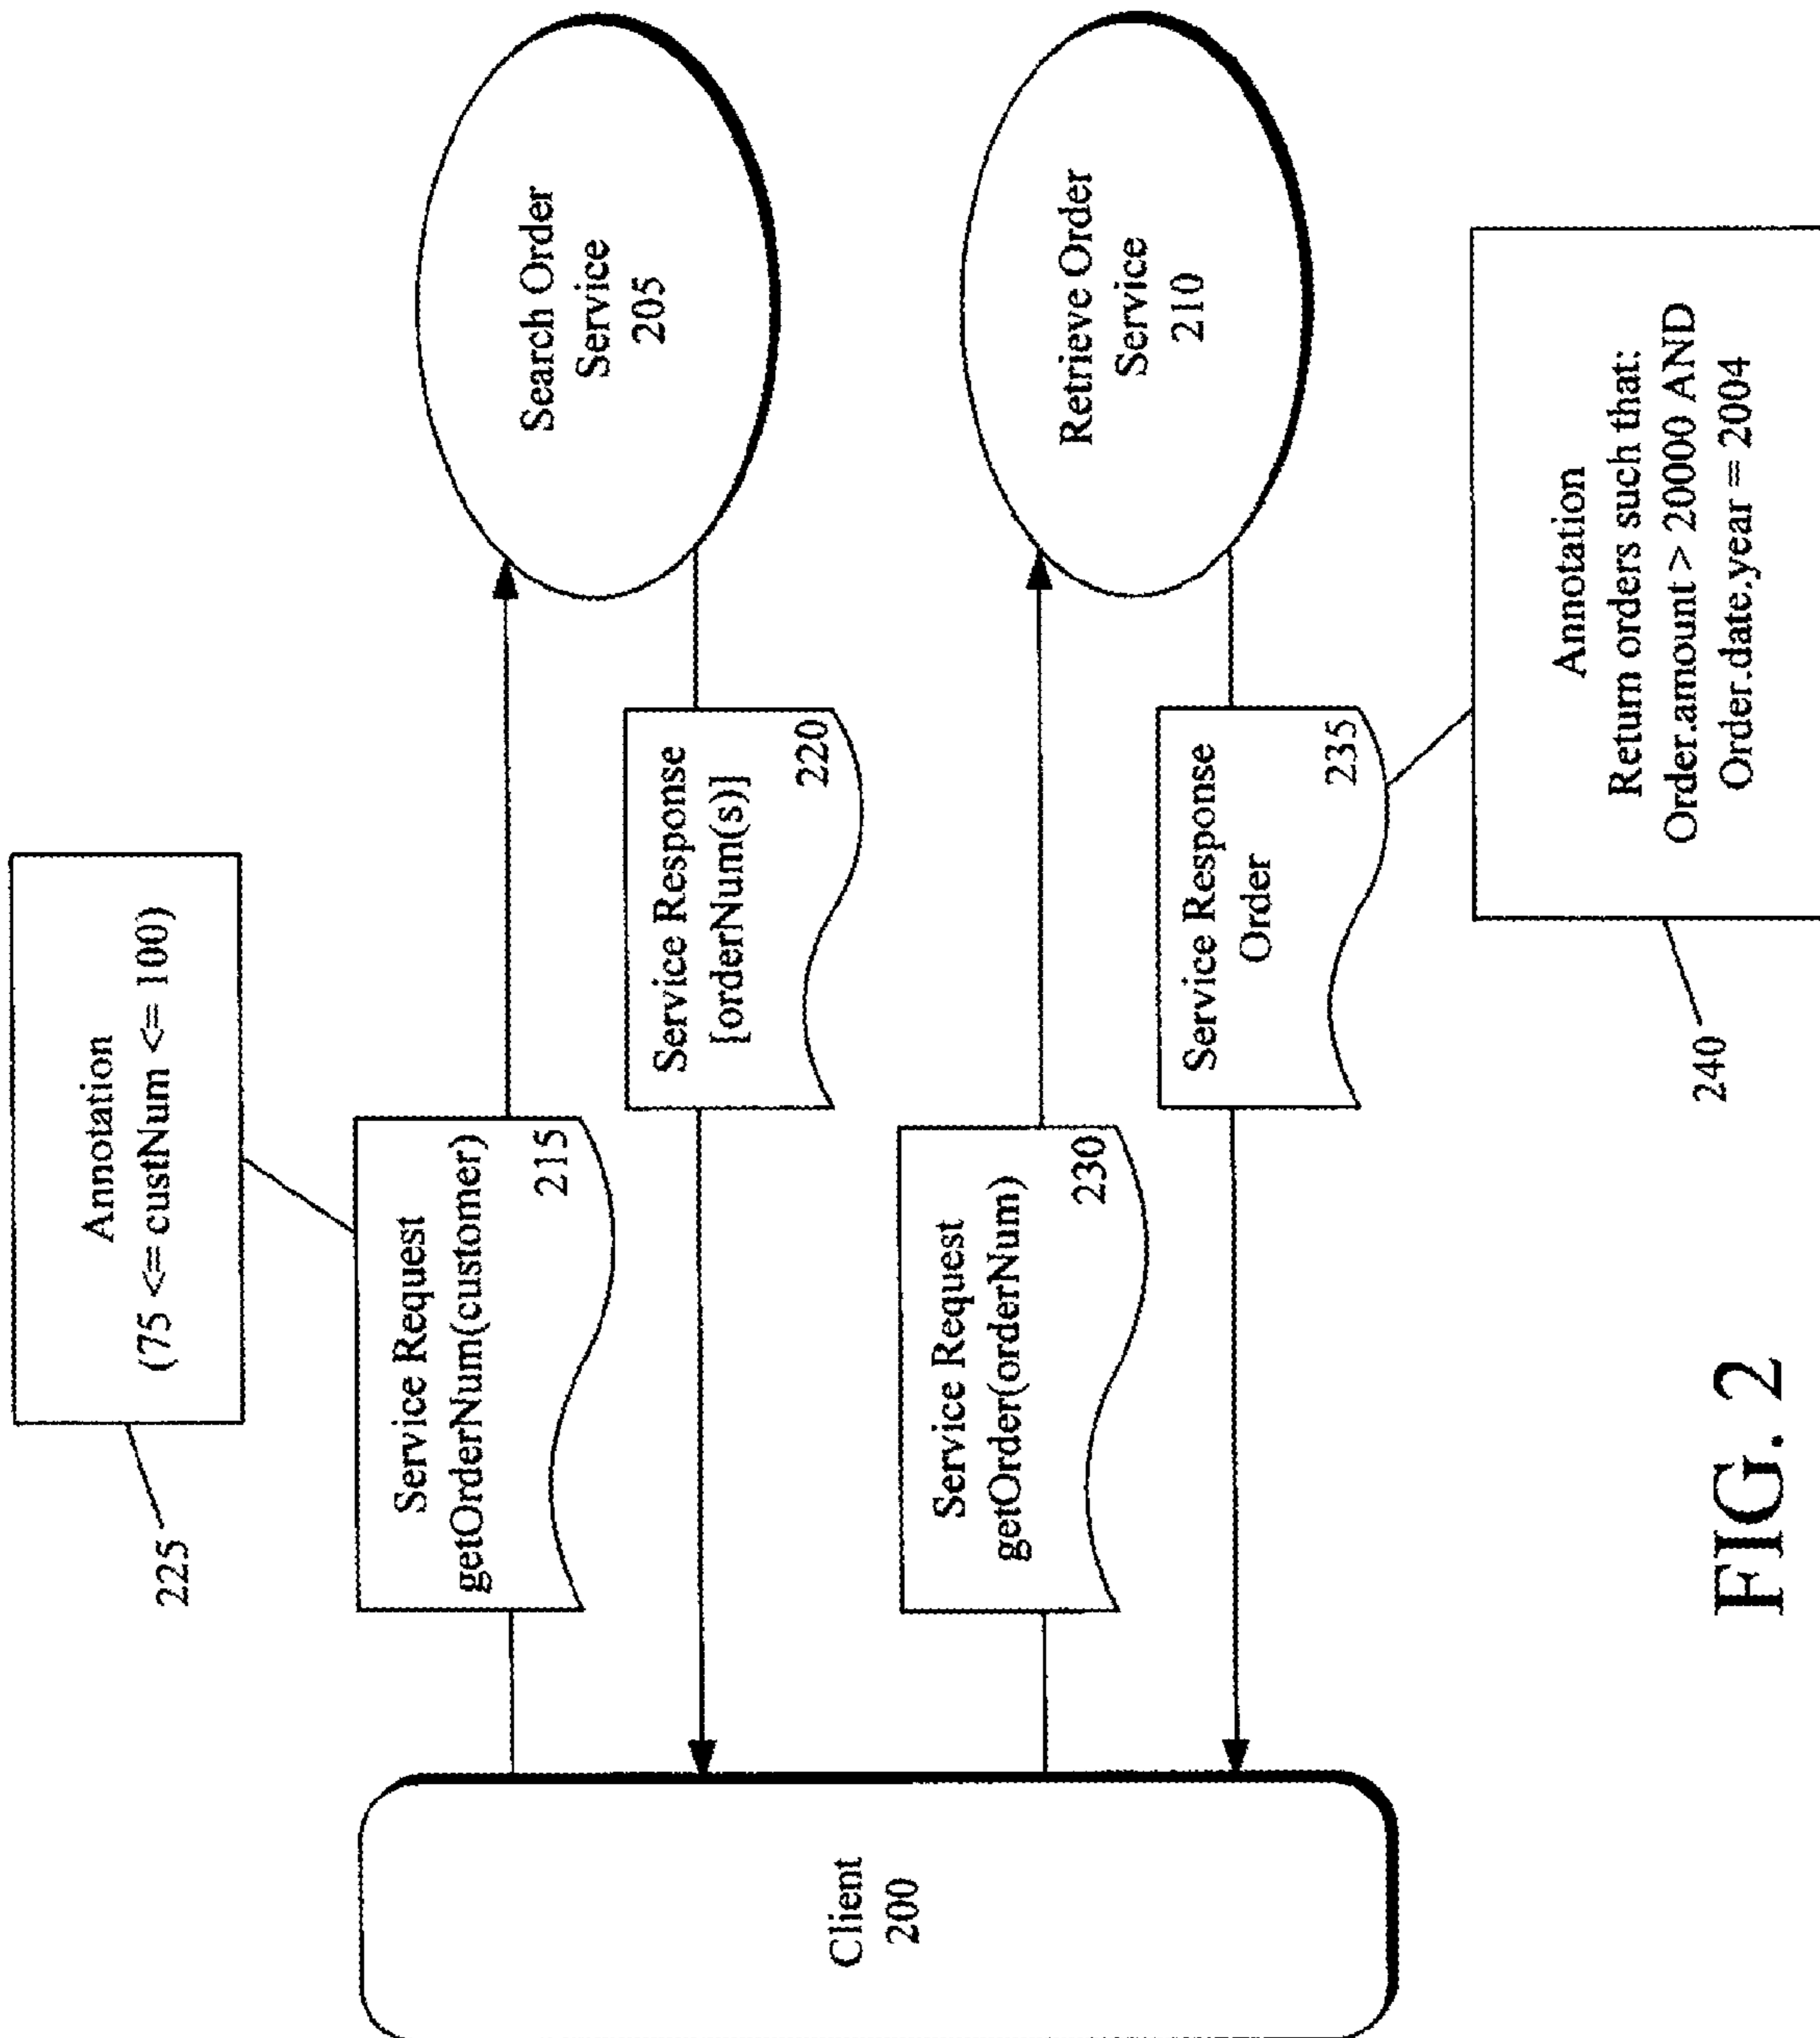 Annotation
(75 <= custNum <= 100)
225
Service Request
getOrderNum(customer)
215
Search Order
Service
205
Service Response
[orderNum(s)]
220
Client
200
Service Request
getOrder(orderNum)
230
Retrieve Order
Service
210
Service Response
Order
235
Annotation
Return orders such that:
Order.amount > 20000 AND
Order.date.year = 2004
240
FIG. 2